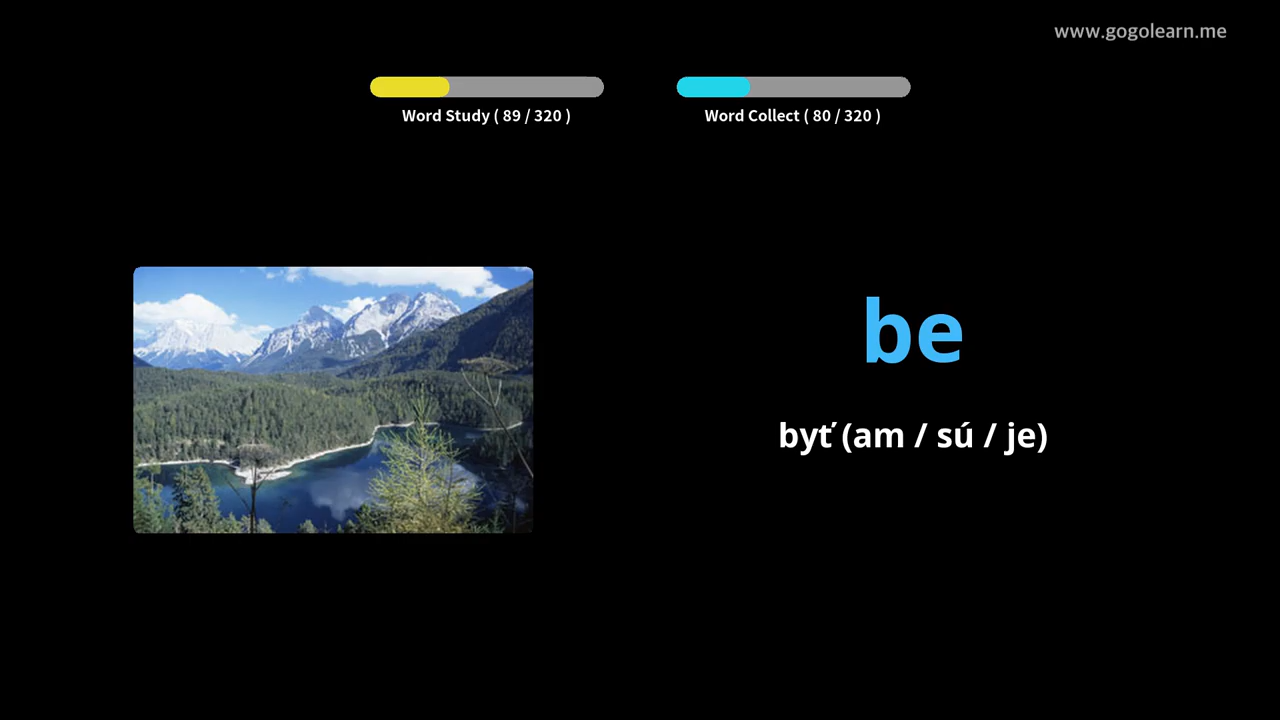 www.gogolearn.me
Word Study ( 89 / 320 )
Word Collect ( 80 / 320 )
be
byť (am / sú / je)